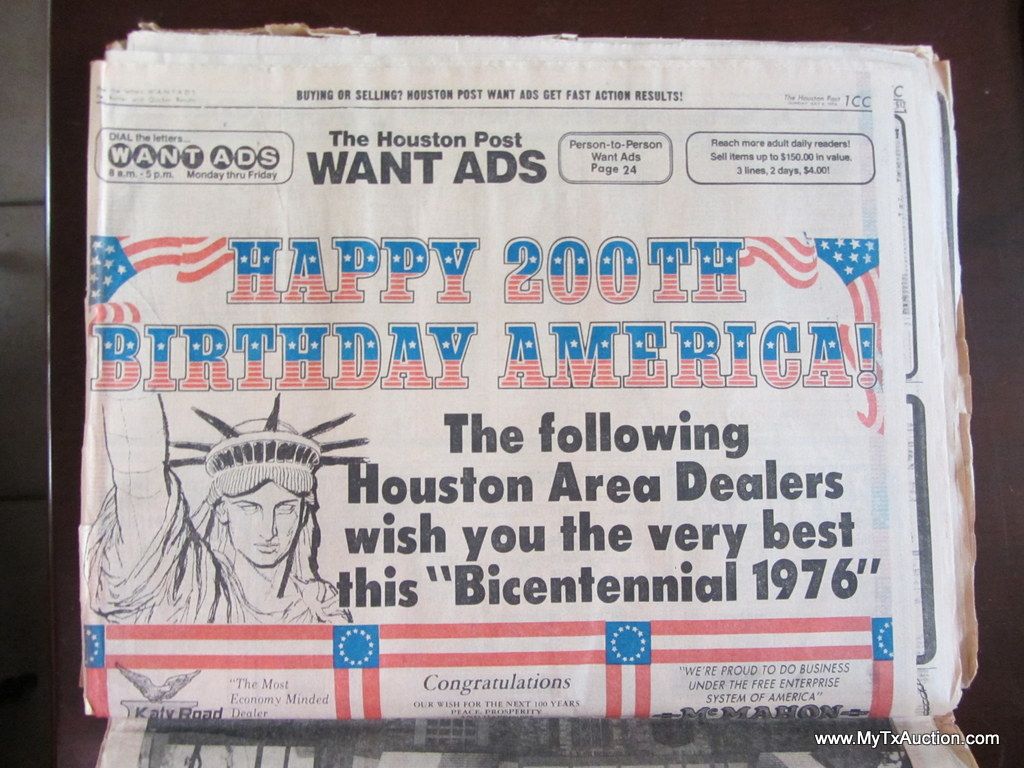 BUYING OR SELLING? HOUSTON POST WANT ADS GET FAST ACTION RESULTS!
The Houston Post 1CC
DIAL the letters...
WANT ADS
8 a.m. - 5 p.m. Monday thru Friday
The Houston Post
WANT ADS
Person-to-Person
Want Ads
Page 24
Reach more adult daily readers!
Sell items up to $150.00 in value.
3 lines, 2 days, $4.00!
HAPPY 200TH
BIRTHDAY AMERICA!
The following
Houston Area Dealers
wish you the very best
this "Bicentennial 1976"
"The Most
Economy Minded
Dealer
Katy Road
Congratulations
OUR WISH FOR THE NEXT 100 YEARS
PEACE, PROSPERITY
"WE'RE PROUD TO DO BUSINESS
UNDER THE FREE ENTERPRISE
SYSTEM OF AMERICA"
McMAHON
www.MyTxAuction.com